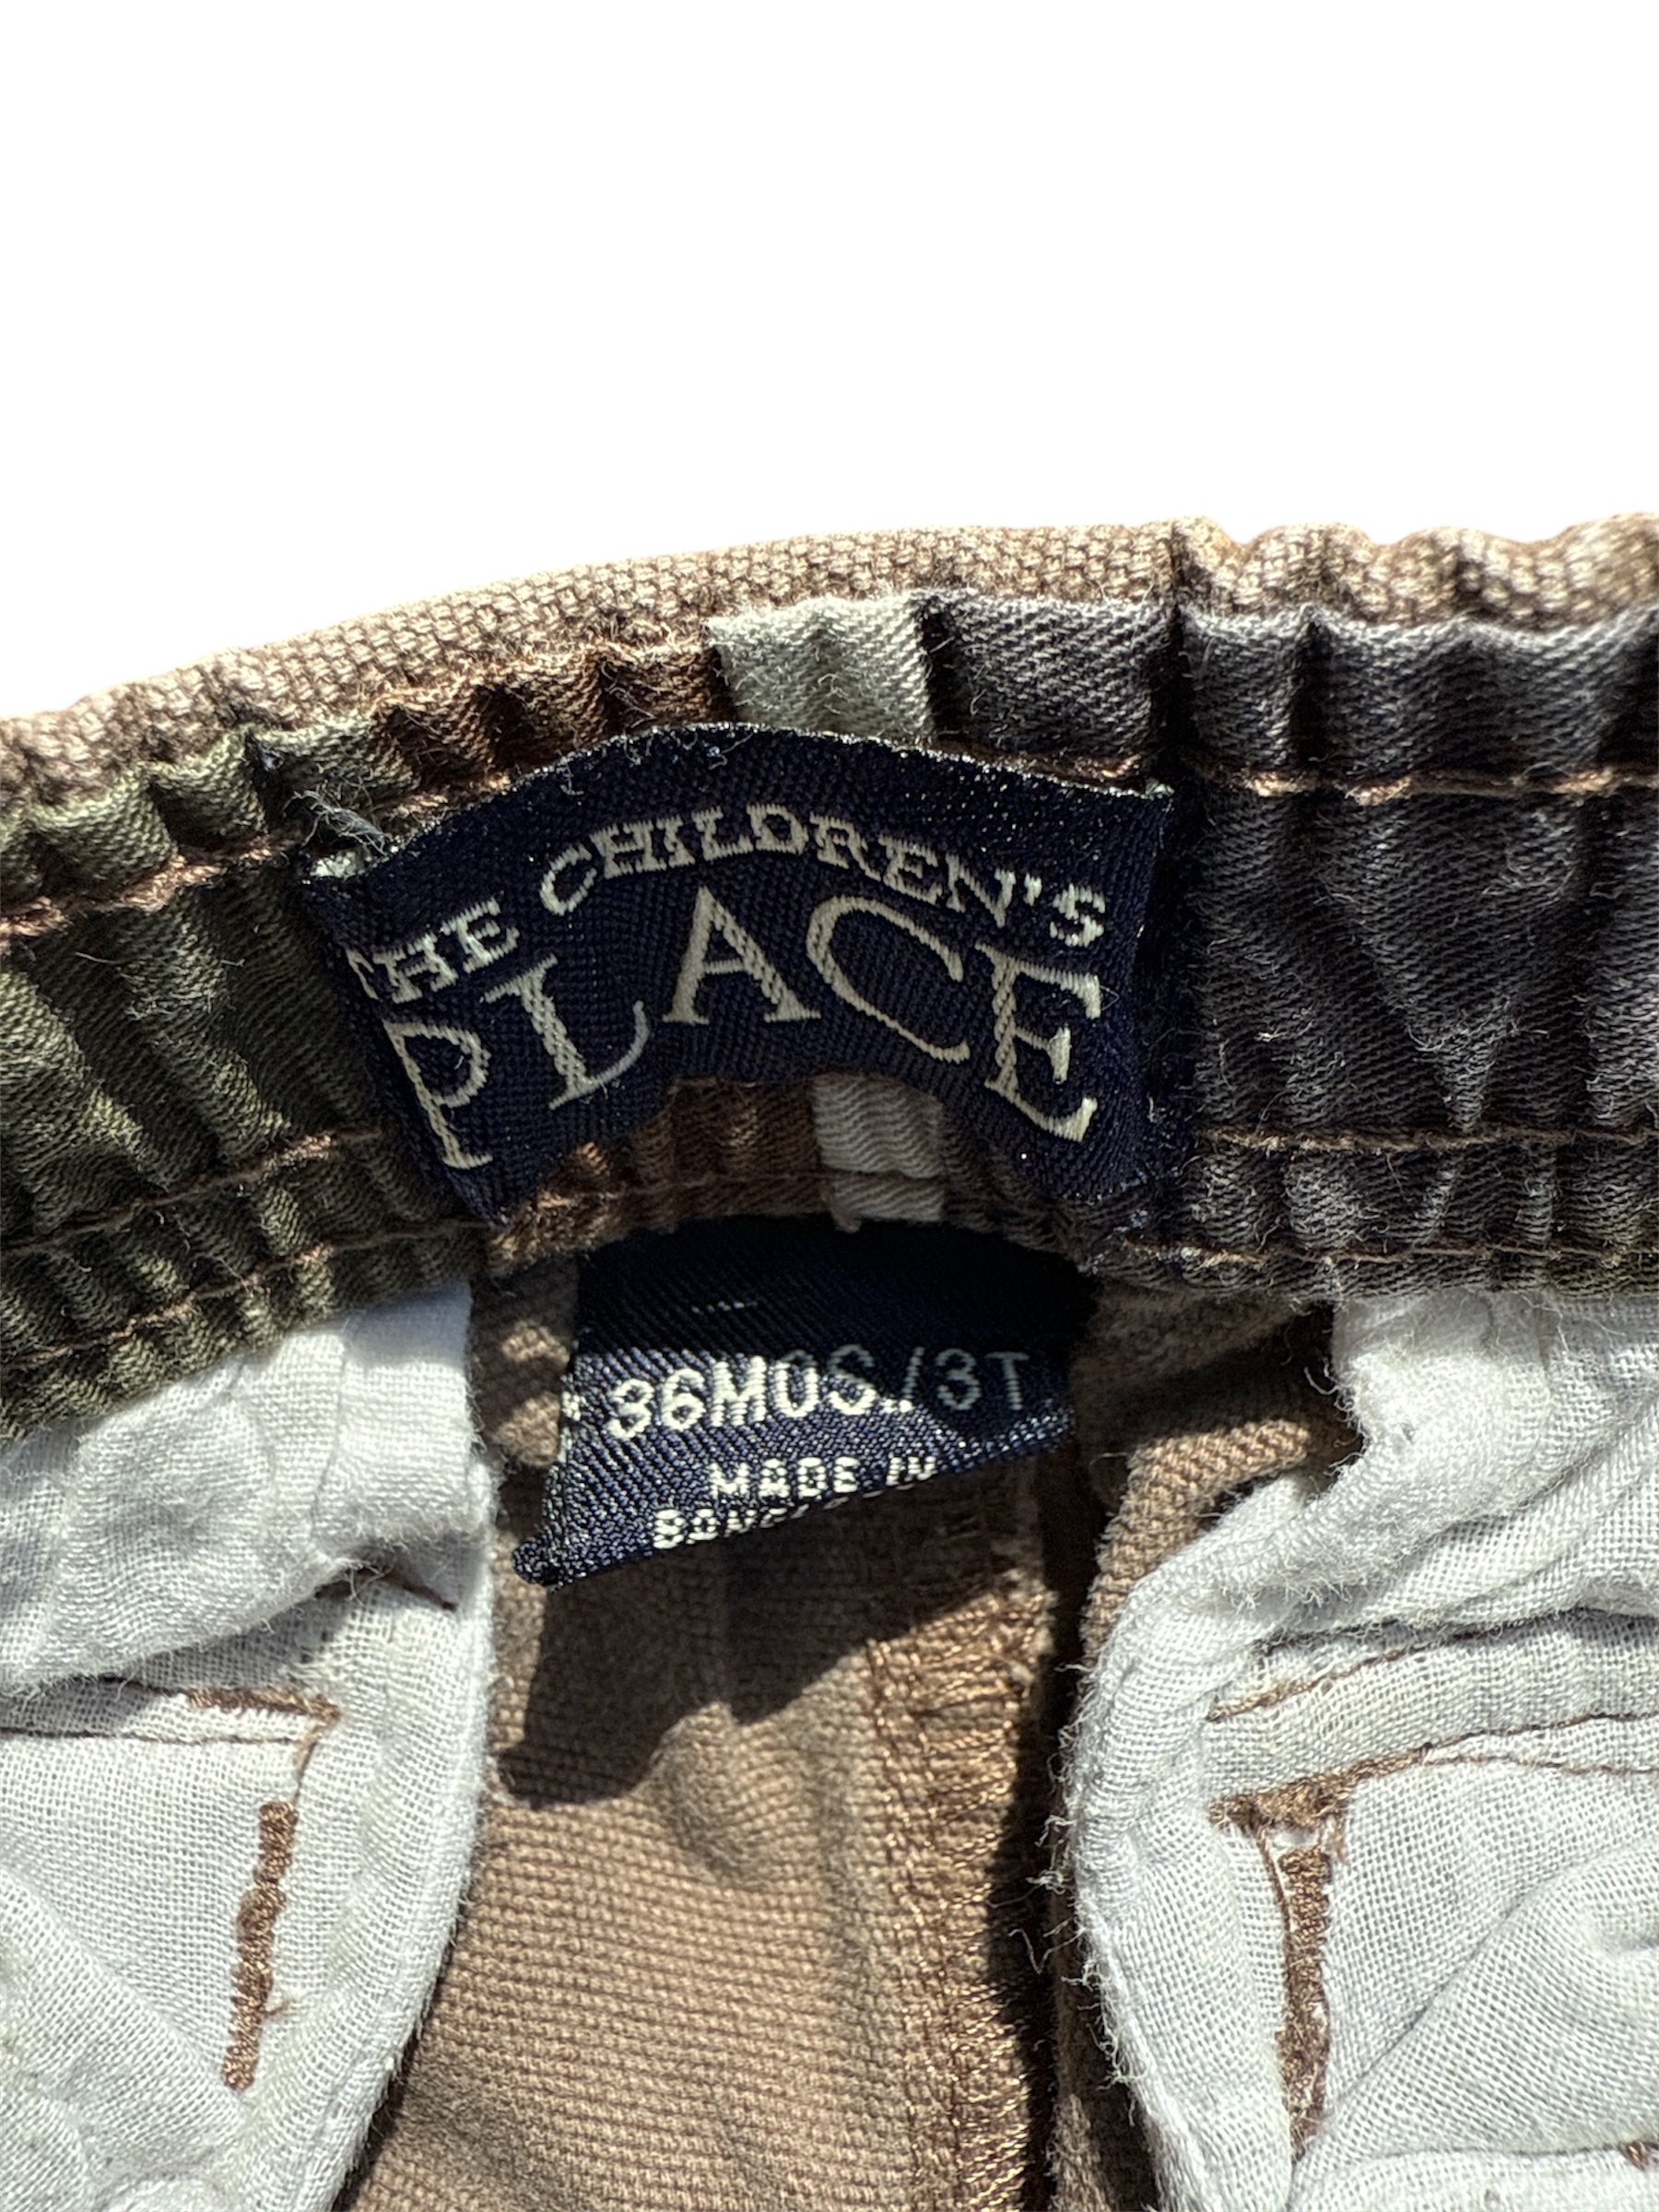 THE CHILDREN'S
PLACE
36MOS./3T
MADE IN